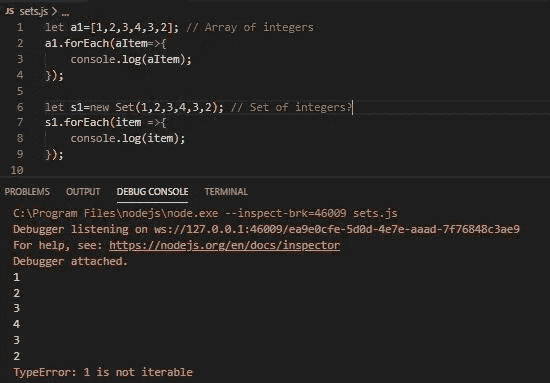 JS sets.js > ...
1 let a1=[1,2,3,4,3,2]; // Array of integers
2 a1.forEach(aItem=>{
3 console.log(aItem);
4 });
5
6 let s1=new Set(1,2,3,4,3,2); // Set of integers?
7 s1.forEach(item =>{
8 console.log(item);
9 });
10
PROBLEMS OUTPUT DEBUG CONSOLE TERMINAL
C:\Program Files\nodejs\node.exe --inspect-brk=46009 sets.js
Debugger listening on ws://127.0.0.1:46009/ea9e0cfe-5d0d-4e7e-aaad-7f76848c3ae9
For help, see: https://nodejs.org/en/docs/inspector
Debugger attached.
1
2
3
4
3
2
TypeError: 1 is not iterable